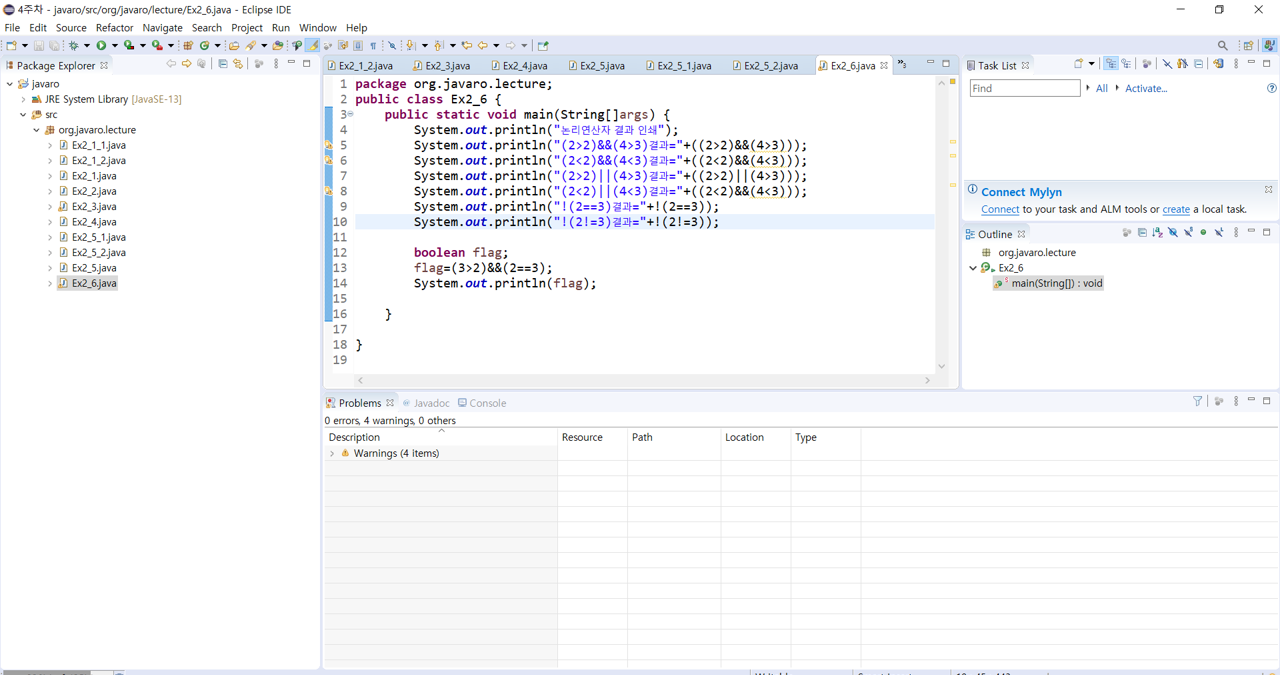 4주차 - javaro/src/org/javaro/lecture/Ex2_6.java - Eclipse IDE
File Edit Source Refactor Navigate Search Project Run Window Help
Package Explorer
javaro
JRE System Library [JavaSE-13]
src
org.javaro.lecture
Ex2_1_1.java
Ex2_1_2.java
Ex2_1.java
Ex2_2.java
Ex2_3.java
Ex2_4.java
Ex2_5_1.java
Ex2_5_2.java
Ex2_5.java
Ex2_6.java
Ex2_1_2.java Ex2_3.java Ex2_4.java Ex2_5.java Ex2_5_1.java Ex2_5_2.java Ex2_6.java »3
1 package org.javaro.lecture;
2 public class Ex2_6 {
3 public static void main(String[]args) {
4 System.out.println("논리연산자 결과 인쇄");
5 System.out.println("(2>2)&&(4>3)결과="+((2>2)&&(4>3)));
6 System.out.println("(2<2)&&(4<3)결과="+((2<2)&&(4<3)));
7 System.out.println("(2>2)||(4>3)결과="+((2>2)||(4>3)));
8 System.out.println("(2<2)||(4<3)결과="+((2<2)&&(4<3)));
9 System.out.println("!(2==3)결과="+!(2==3));
10 System.out.println("!(2!=3)결과="+!(2!=3));
11
12 boolean flag;
13 flag=(3>2)&&(2==3);
14 System.out.println(flag);
15
16 }
17
18 }
19
Task List
Find All Activate...
Connect Mylyn
Connect to your task and ALM tools or create a local task.
Outline
org.javaro.lecture
Ex2_6
main(String[]) : void
Problems Javadoc Console
0 errors, 4 warnings, 0 others
Description Resource Path Location Type
Warnings (4 items)